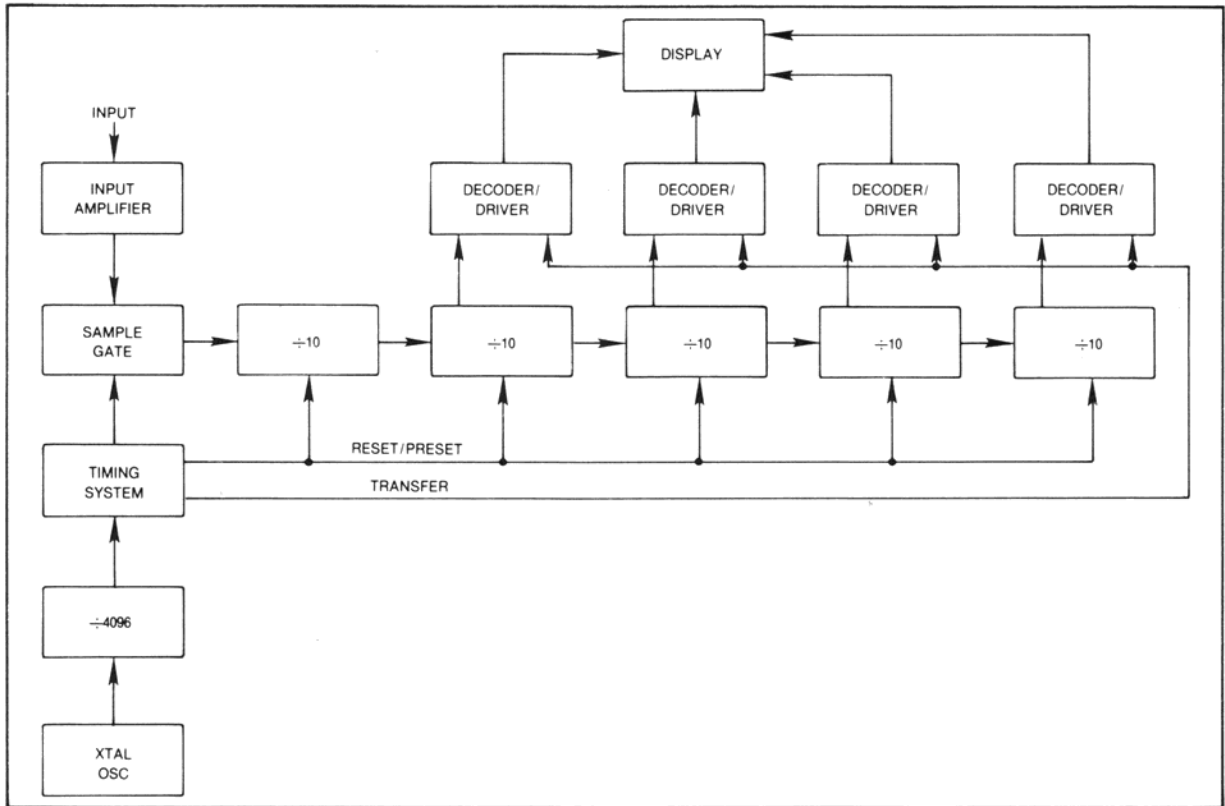 DISPLAY
INPUT
INPUT
AMPLIFIER
DECODER/
DRIVER
DECODER/
DRIVER
DECODER/
DRIVER
DECODER/
DRIVER
SAMPLE
GATE
÷10
÷10
÷10
÷10
÷10
RESET/PRESET
TIMING
SYSTEM
TRANSFER
÷4096
XTAL
OSC